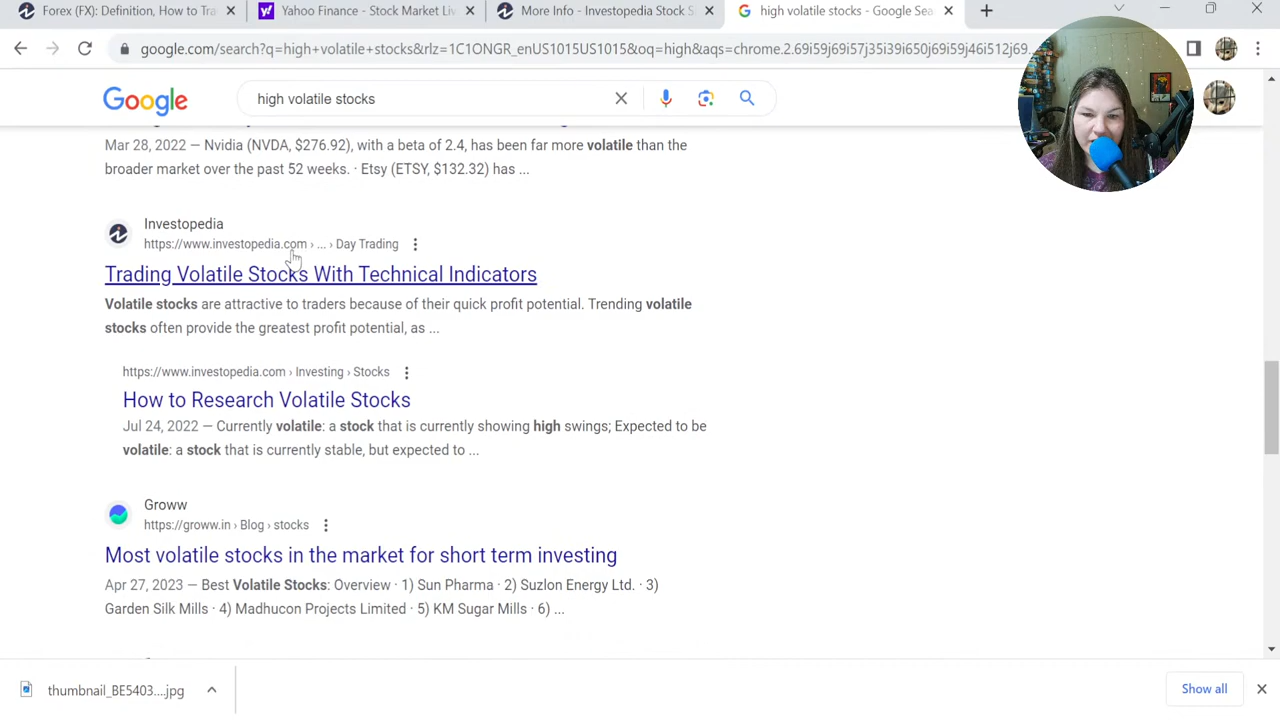 Forex (FX): Definition, How to Tra
Yahoo Finance - Stock Market Liv
More Info - Investopedia Stock S
high volatile stocks - Google Sea
google.com/search?q=high+volatile+stocks&rlz=1C1ONGR_enUS1015US1015&oq=high&aqs=chrome.2.69i59j69i57j35i39i650j69i59j46i512j69...
Google
high volatile stocks
Mar 28, 2022 — Nvidia (NVDA, $276.92), with a beta of 2.4, has been far more volatile than the
broader market over the past 52 weeks. · Etsy (ETSY, $132.32) has ...
Investopedia
https://www.investopedia.com › ... › Day Trading
Trading Volatile Stocks With Technical Indicators
Volatile stocks are attractive to traders because of their quick profit potential. Trending volatile
stocks often provide the greatest profit potential, as ...
https://www.investopedia.com › Investing › Stocks
How to Research Volatile Stocks
Jul 24, 2022 — Currently volatile: a stock that is currently showing high swings; Expected to be
volatile: a stock that is currently stable, but expected to ...
Groww
https://groww.in › Blog › stocks
Most volatile stocks in the market for short term investing
Apr 27, 2023 — Best Volatile Stocks: Overview · 1) Sun Pharma · 2) Suzlon Energy Ltd. · 3)
Garden Silk Mills · 4) Madhucon Projects Limited · 5) KM Sugar Mills · 6) ...
thumbnail_BE5403....jpg
Show all